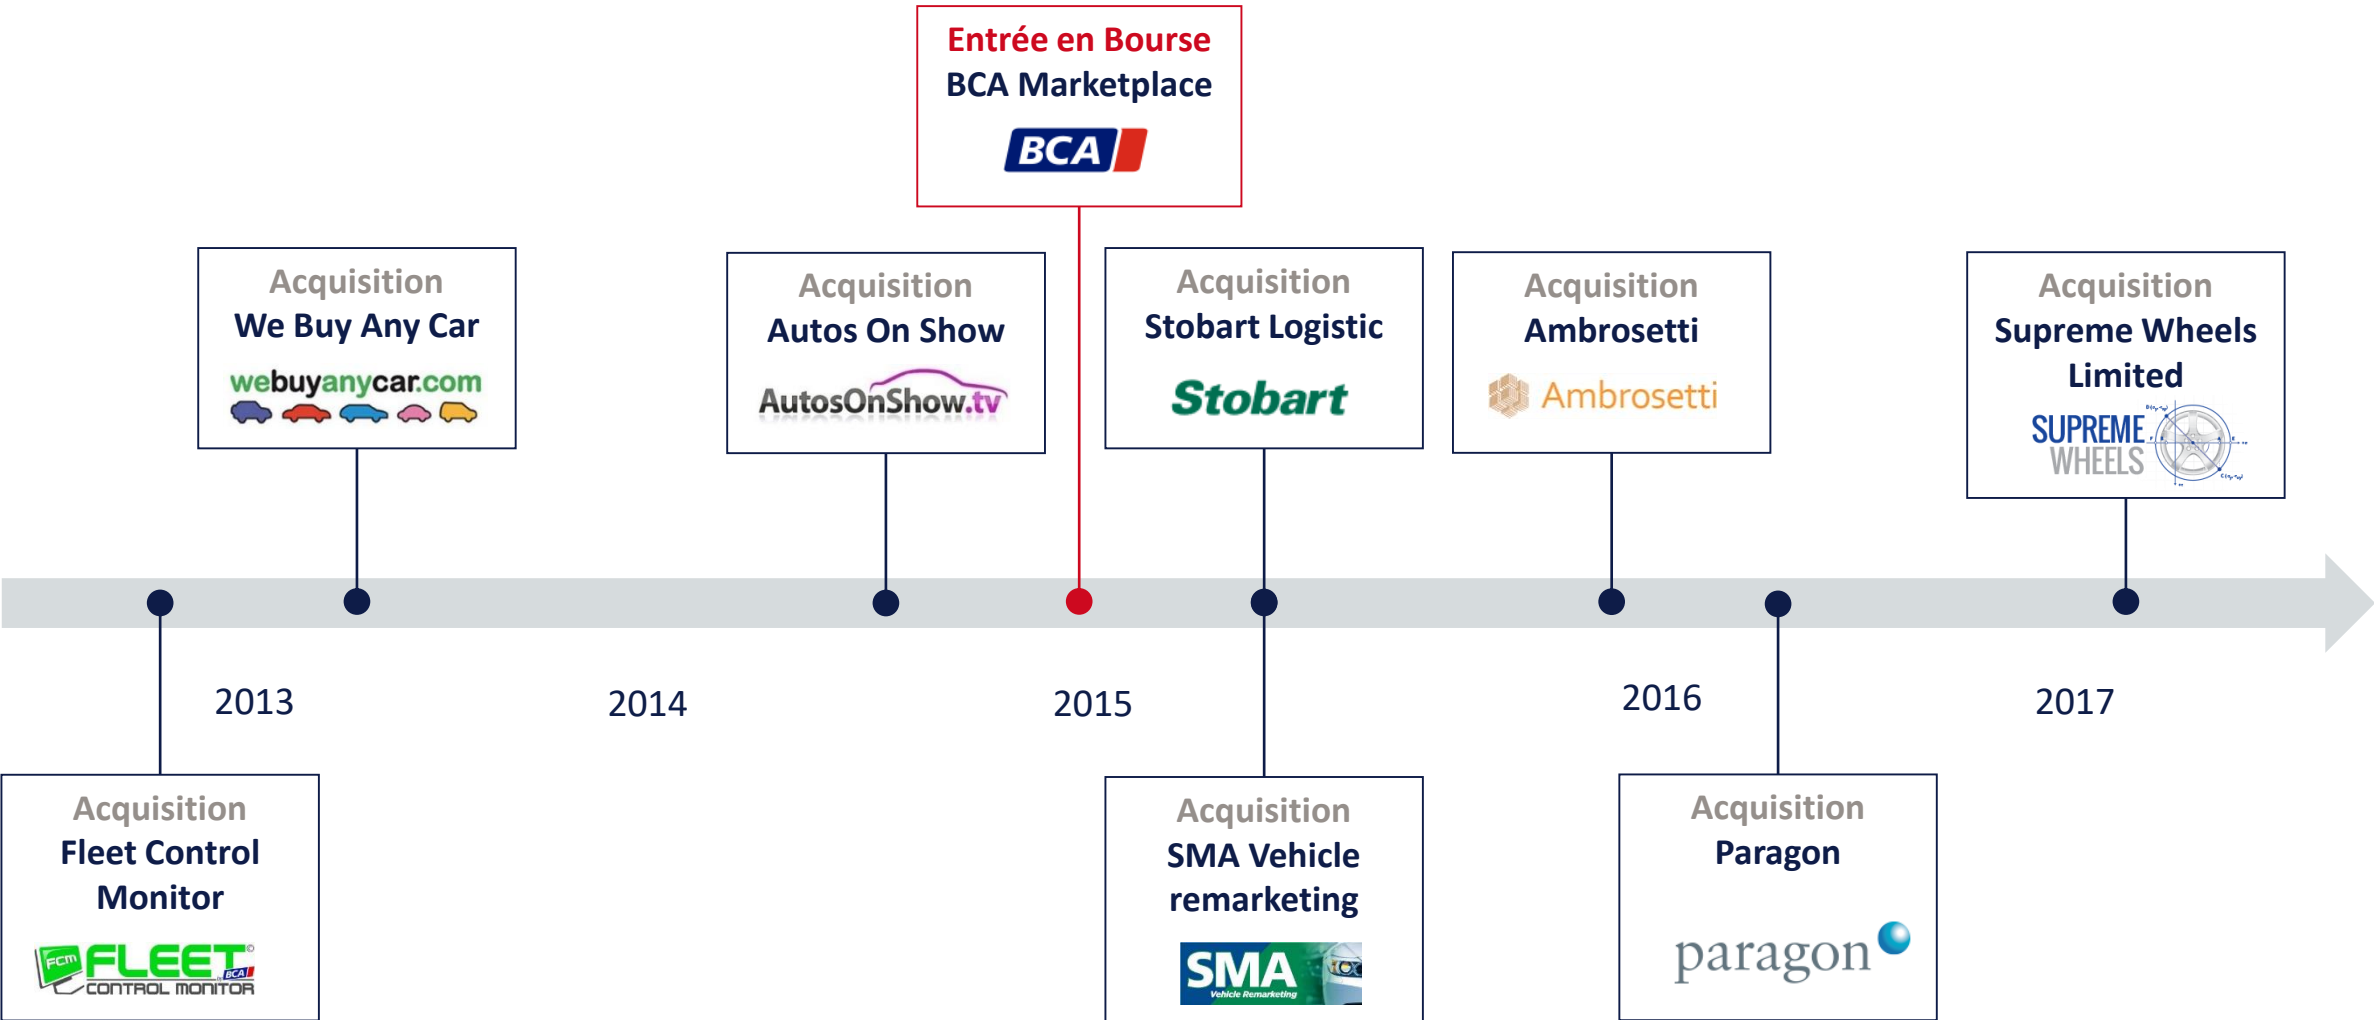 Entrée en Bourse
BCA Marketplace
BCA
Acquisition
We Buy Any Car
webuyanycar.com
Acquisition
Autos On Show
AutosOnShow.tv
Acquisition
Stobart Logistic
Stobart
Acquisition
Ambrosetti
Ambrosetti
Acquisition
Supreme Wheels
Limited
SUPREME
WHEELS
2013
2014
2015
2016
2017
Acquisition
Fleet Control
Monitor
FCM
FLEET©
by BCA
CONTROL MONITOR
Acquisition
SMA Vehicle
remarketing
SMA
Vehicle Remarketing
Acquisition
Paragon
paragon